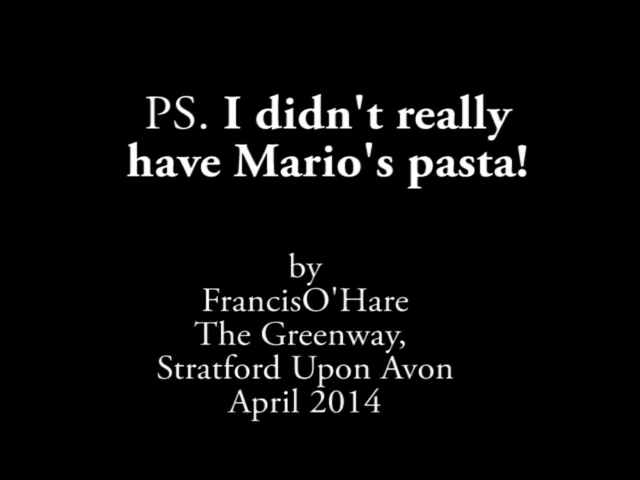 PS. I didn't really
have Mario's pasta!
by
FrancisO'Hare
The Greenway,
Stratford Upon Avon
April 2014